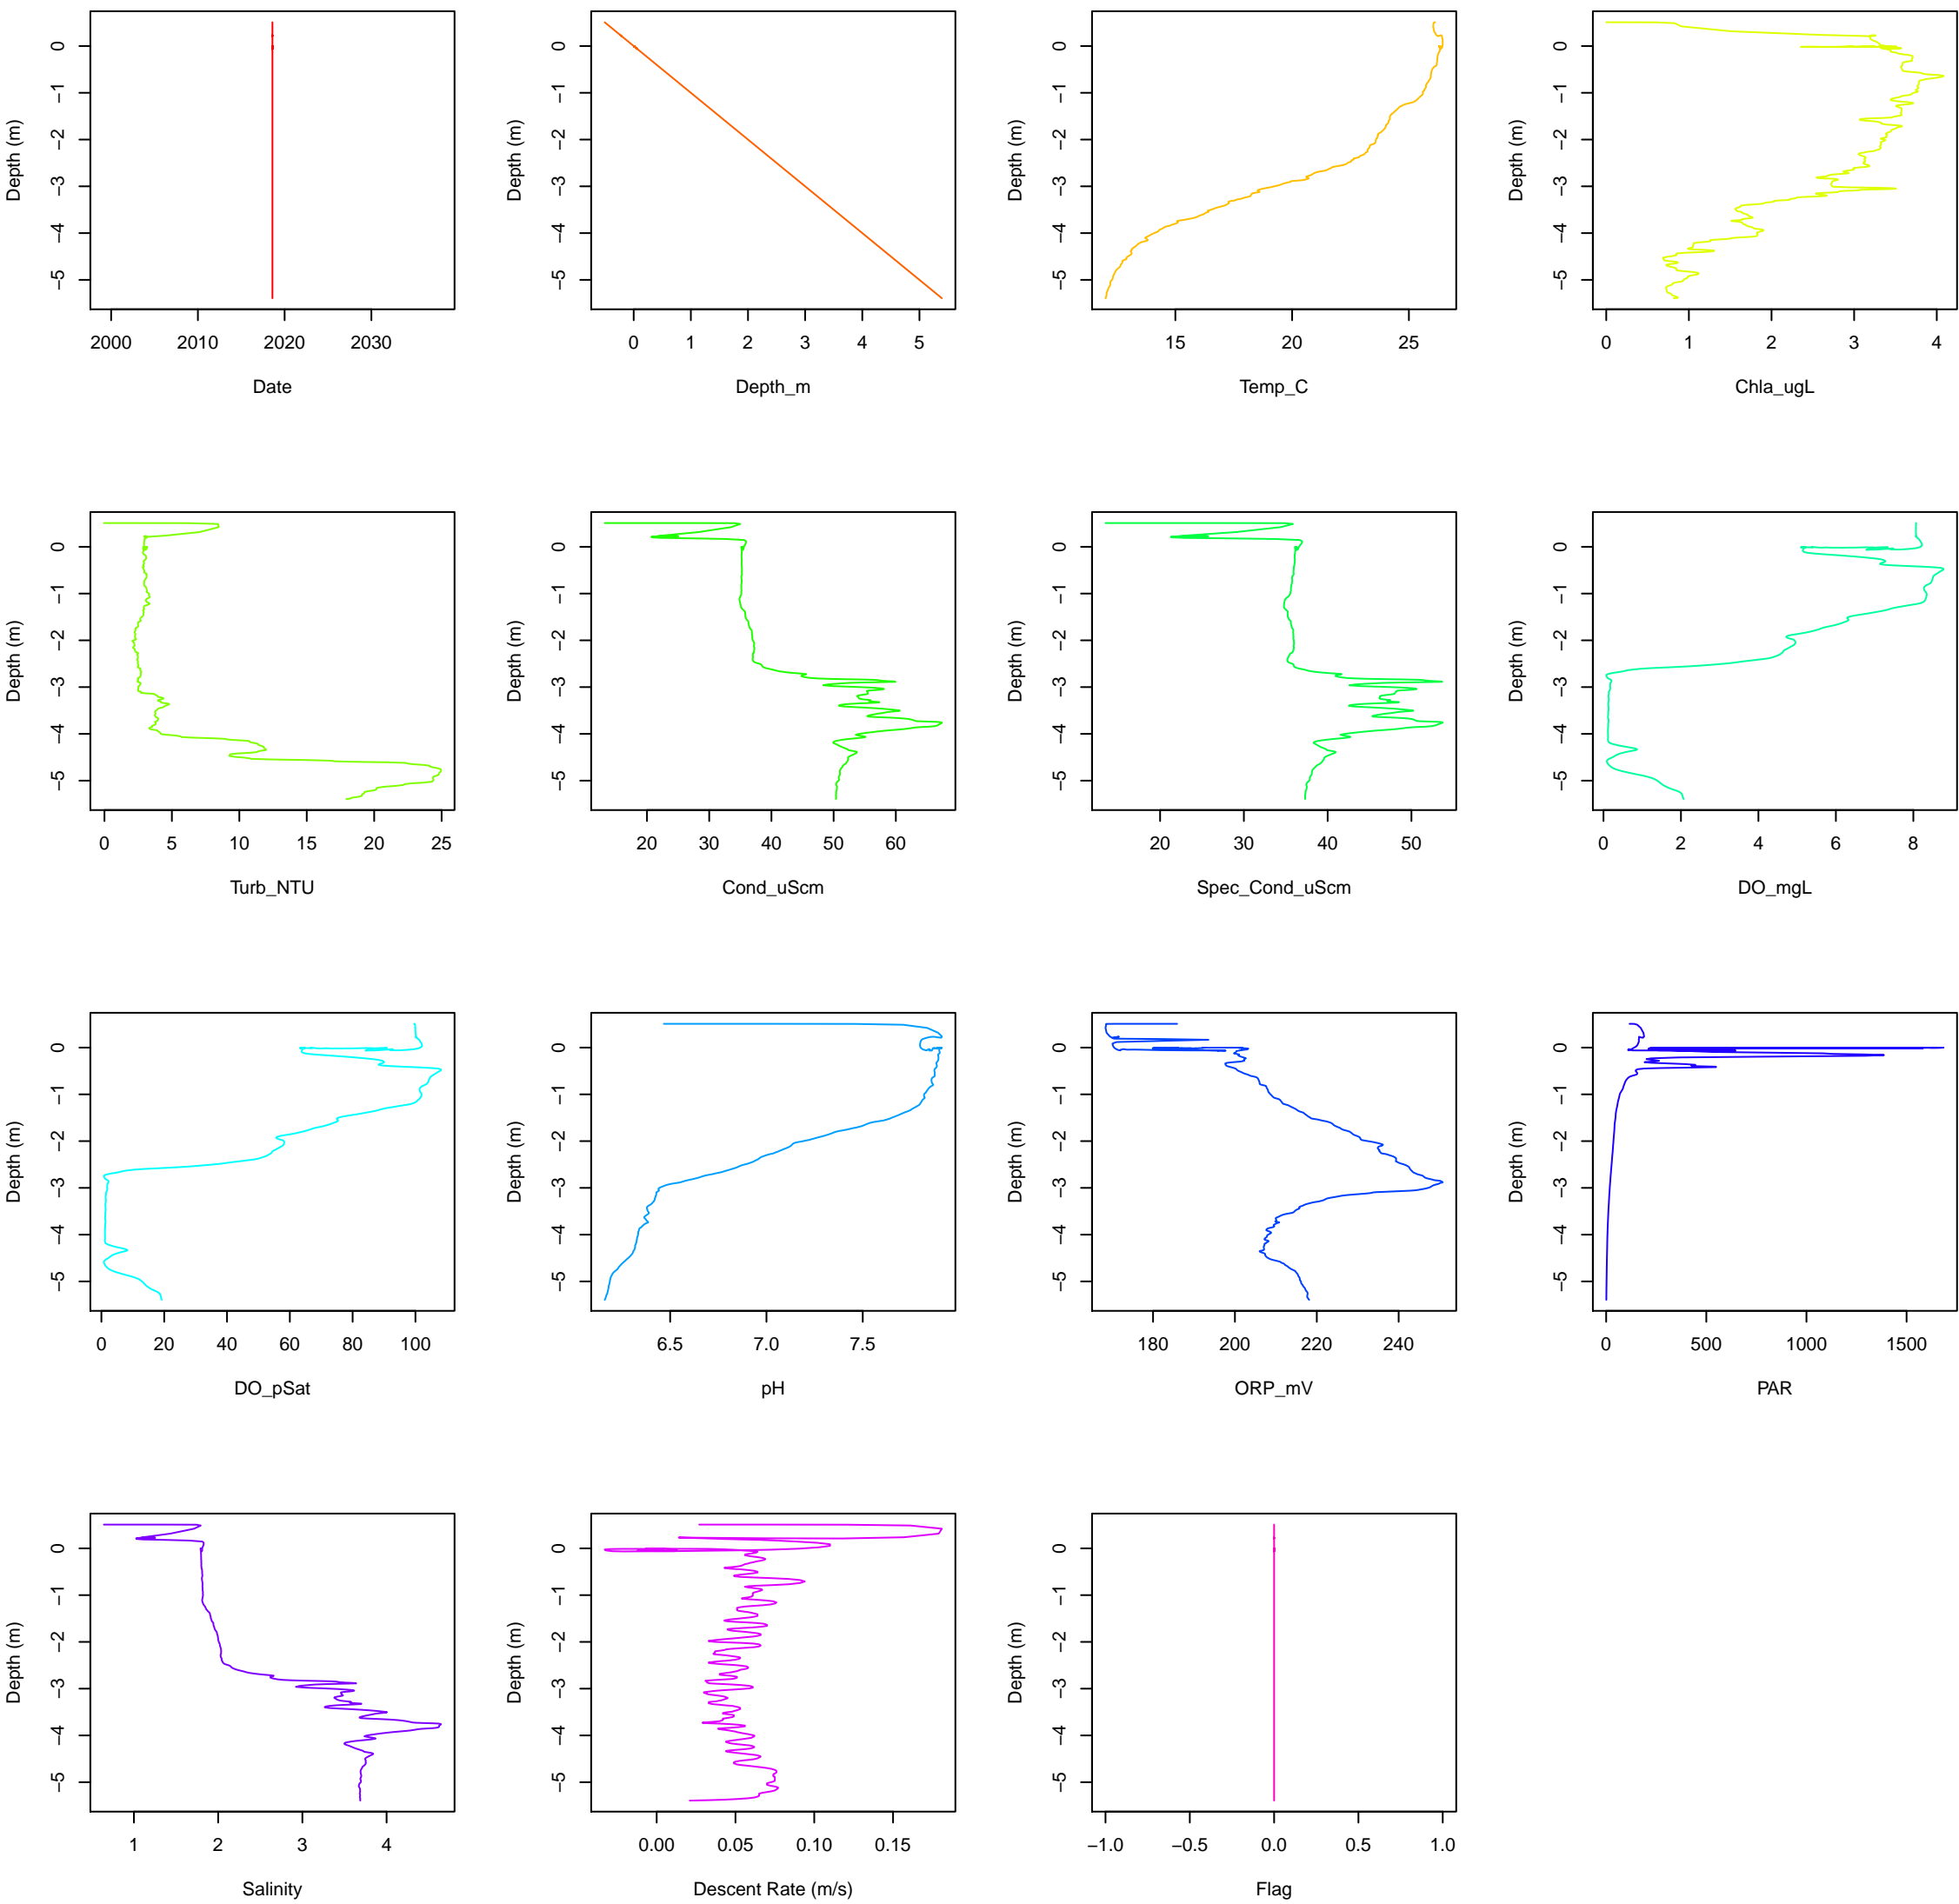 Depth (m) Depth (m) Depth (m) Depth (m)
0 0 0 0
−1 −1 −1 −1
−2 −2 −2 −2
−3 −3 −3 −3
−4 −4 −4 −4
−5 −5 −5 −5
2000 2010 2020 2030 0 1 2 3 4 5 15 20 25 0 1 2 3 4
Date Depth_m Temp_C Chla_ugL
Depth (m) Depth (m) Depth (m) Depth (m)
0 0 0 0
−1 −1 −1 −1
−2 −2 −2 −2
−3 −3 −3 −3
−4 −4 −4 −4
−5 −5 −5 −5
0 5 10 15 20 25 20 30 40 50 60 20 30 40 50 0 2 4 6 8
Turb_NTU Cond_uScm Spec_Cond_uScm DO_mgL
Depth (m) Depth (m) Depth (m) Depth (m)
0 0 0 0
−1 −1 −1 −1
−2 −2 −2 −2
−3 −3 −3 −3
−4 −4 −4 −4
−5 −5 −5 −5
0 20 40 60 80 100 6.5 7.0 7.5 180 200 220 240 0 500 1000 1500
DO_pSat pH ORP_mV PAR
Depth (m) Depth (m) Depth (m)
0 0 0
−1 −1 −1
−2 −2 −2
−3 −3 −3
−4 −4 −4
−5 −5 −5
1 2 3 4 0.00 0.05 0.10 0.15 −1.0 −0.5 0.0 0.5 1.0
Salinity Descent Rate (m/s) Flag